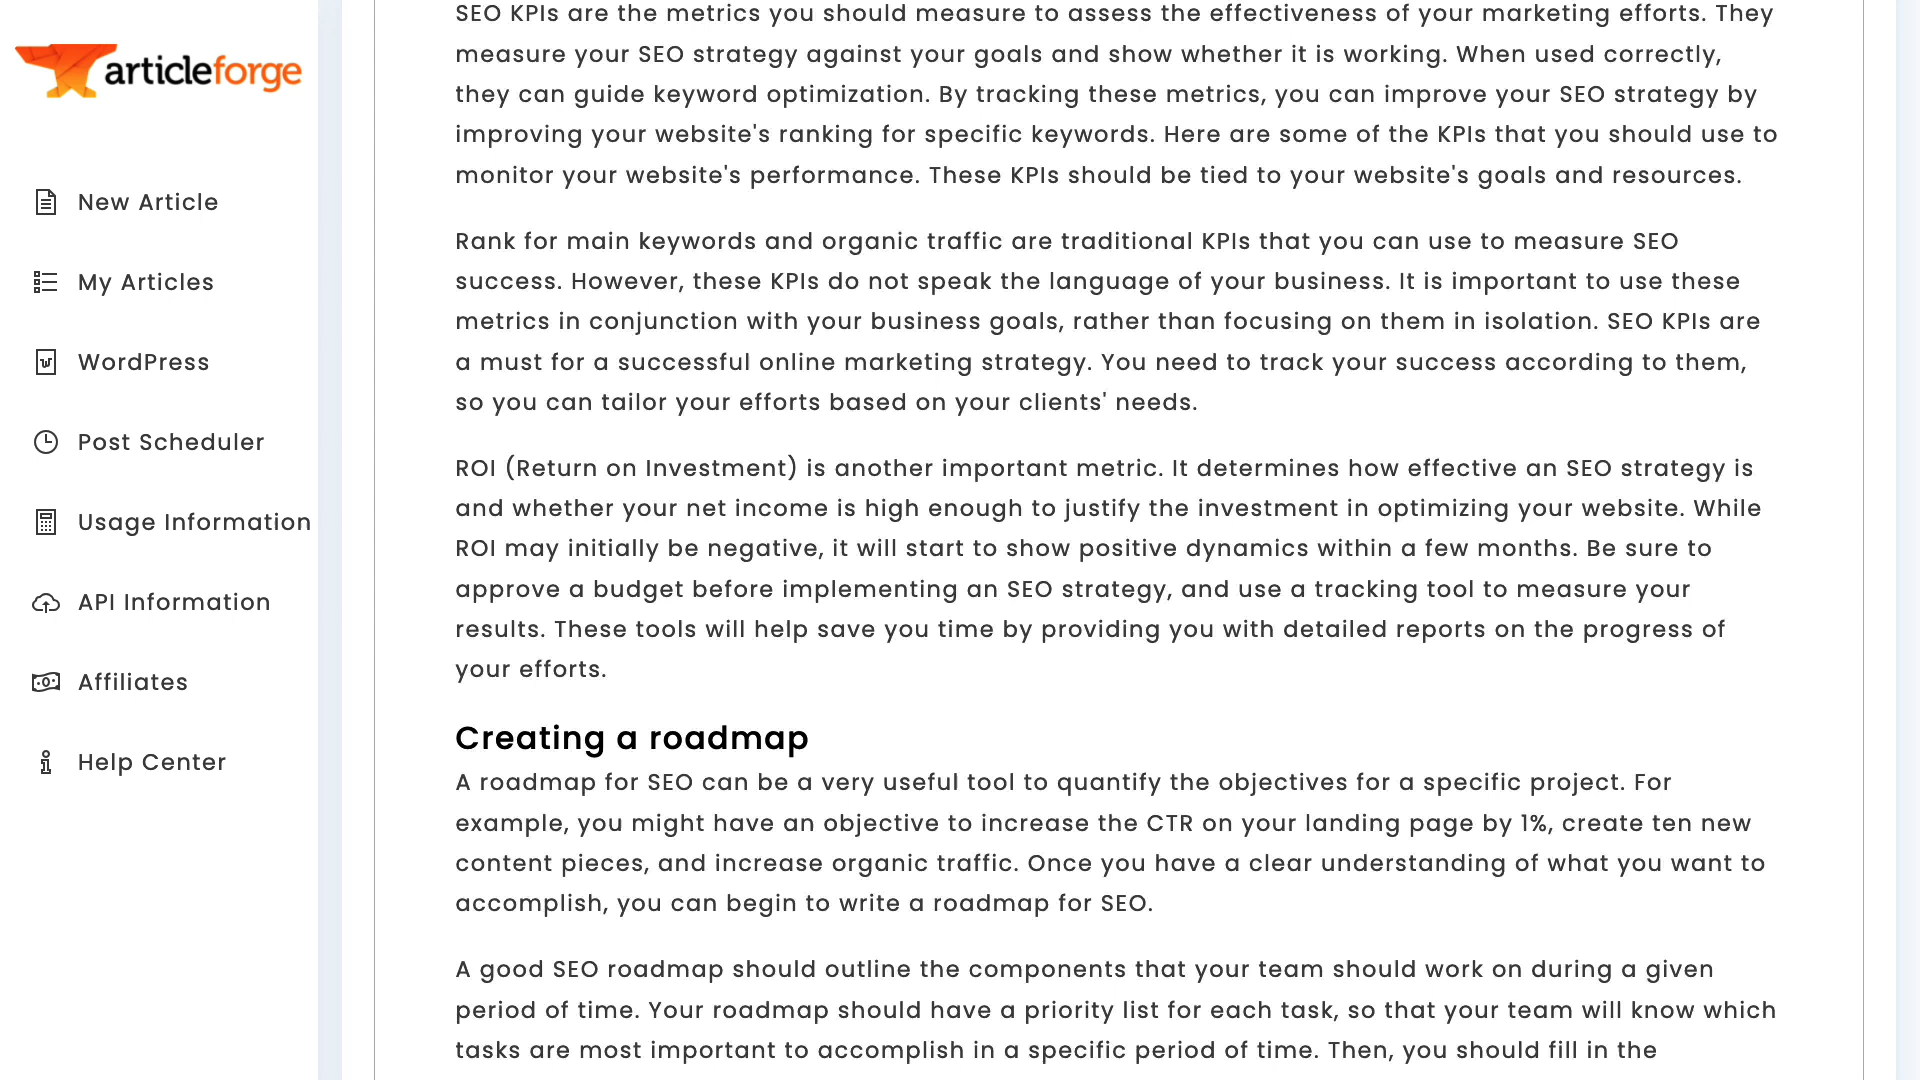 articleforge
New Article
My Articles
WordPress
Post Scheduler
Usage Information
API Information
Affiliates
Help Center
SEO KPIs are the metrics you should measure to assess the effectiveness of your marketing efforts. They
measure your SEO strategy against your goals and show whether it is working. When used correctly,
they can guide keyword optimization. By tracking these metrics, you can improve your SEO strategy by
improving your website's ranking for specific keywords. Here are some of the KPIs that you should use to
monitor your website's performance. These KPIs should be tied to your website's goals and resources.
Rank for main keywords and organic traffic are traditional KPIs that you can use to measure SEO
success. However, these KPIs do not speak the language of your business. It is important to use these
metrics in conjunction with your business goals, rather than focusing on them in isolation. SEO KPIs are
a must for a successful online marketing strategy. You need to track your success according to them,
so you can tailor your efforts based on your clients' needs.
ROI (Return on Investment) is another important metric. It determines how effective an SEO strategy is
and whether your net income is high enough to justify the investment in optimizing your website. While
ROI may initially be negative, it will start to show positive dynamics within a few months. Be sure to
approve a budget before implementing an SEO strategy, and use a tracking tool to measure your
results. These tools will help save you time by providing you with detailed reports on the progress of
your efforts.
Creating a roadmap
A roadmap for SEO can be a very useful tool to quantify the objectives for a specific project. For
example, you might have an objective to increase the CTR on your landing page by 1%, create ten new
content pieces, and increase organic traffic. Once you have a clear understanding of what you want to
accomplish, you can begin to write a roadmap for SEO.
A good SEO roadmap should outline the components that your team should work on during a given
period of time. Your roadmap should have a priority list for each task, so that your team will know which
tasks are most important to accomplish in a specific period of time. Then, you should fill in the